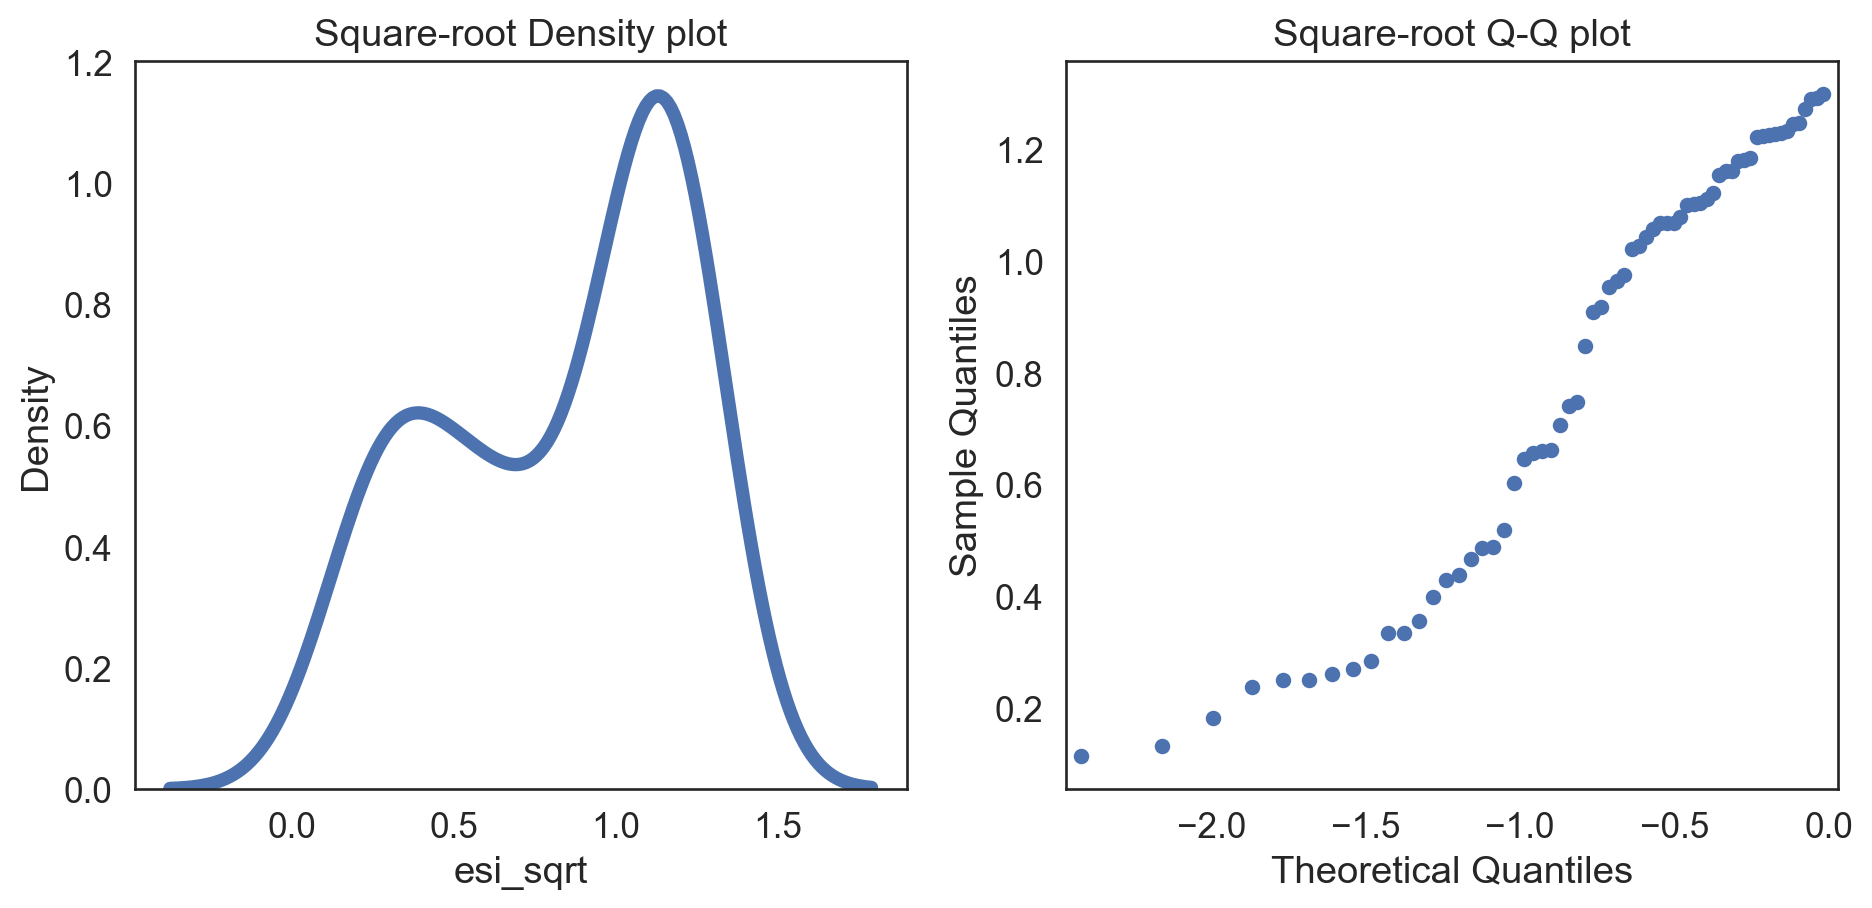 Square-root Density plot
1.2
1.0
0.8
0.6
0.4
0.2
0.0
Density
0.0 0.5 1.0 1.5
esi_sqrt
Square-root Q-Q plot
1.2
1.0
0.8
0.6
0.4
0.2
Sample Quantiles
−2.0 −1.5 −1.0 −0.5 0.0
Theoretical Quantiles